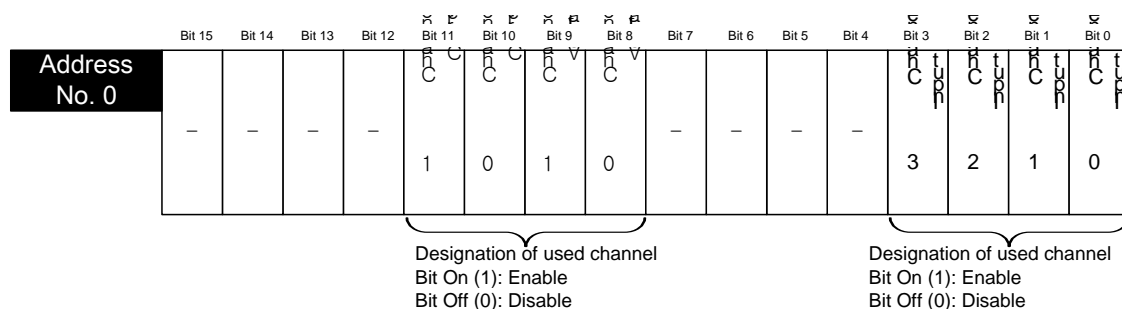 Bit 15 Bit 14 Bit 13 Bit 12 Bit 11 Bit 10 Bit 9 Bit 8 Bit 7 Bit 6 Bit 5 Bit 4 Bit 3 Bit 2 Bit 1 Bit 0
Address
No. 0
– – – – 1 0 1 0 – – – – 3 2 1 0
Designation of used channel
Bit On (1): Enable
Bit Off (0): Disable
Designation of used channel
Bit On (1): Enable
Bit Off (0): Disable